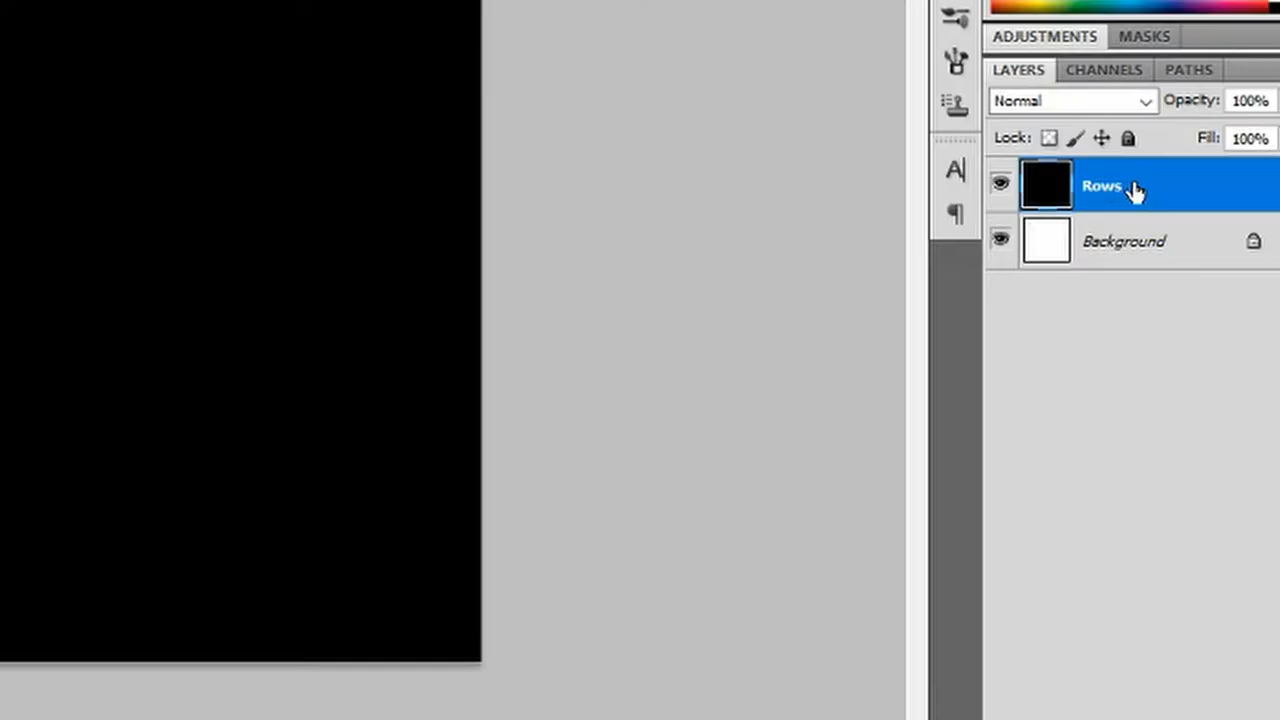 ADJUSTMENTS MASKS
LAYERS CHANNELS PATHS
Normal Opacity: 100%
Lock: Fill: 100%
A
¶
Rows
Background